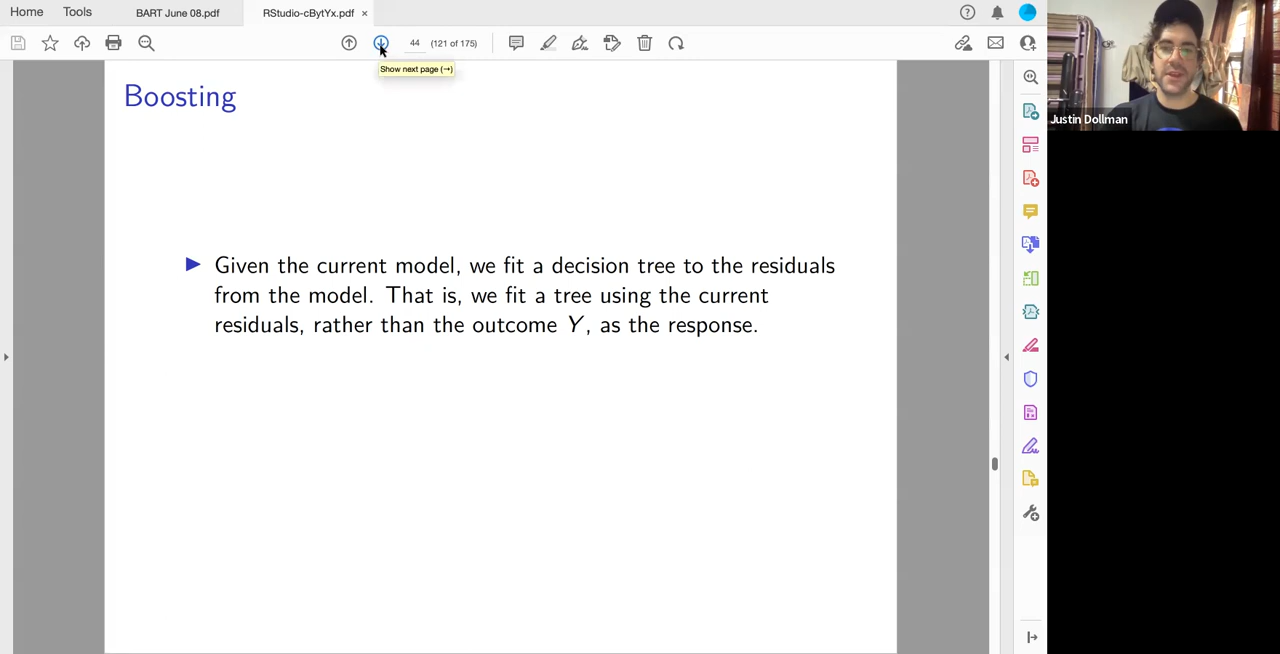 Home Tools BART June 08.pdf RStudio-cBytYx.pdf ×
44 (121 of 175)
Show next page (→)
Justin Dollman
Boosting
Given the current model, we fit a decision tree to the residuals
from the model. That is, we fit a tree using the current
residuals, rather than the outcome Y, as the response.